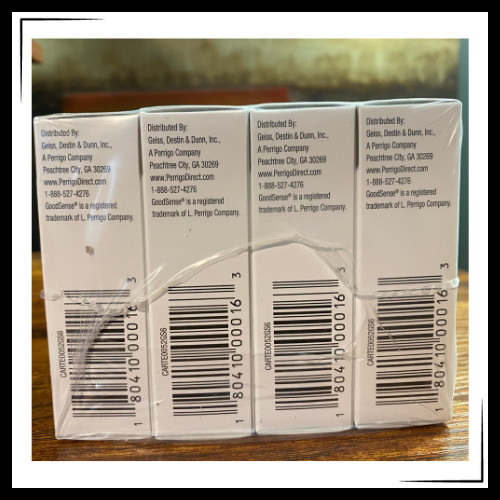 Distributed By:
Geiss, Destin & Dunn, Inc.,
A Perrigo Company
Peachtree City, GA 30269
www.PerrigoDirect.com
1-888-527-4276
GoodSense® is a registered
trademark of L. Perrigo Company.
CARTE0052GS6
1 80410 00016 3
Distributed By:
Geiss, Destin & Dunn, Inc.,
A Perrigo Company
Peachtree City, GA 30269
www.PerrigoDirect.com
1-888-527-4276
GoodSense® is a registered
trademark of L. Perrigo Company.
CARTE0052GS6
1 80410 00016 3
Distributed By:
Geiss, Destin & Dunn, Inc.,
A Perrigo Company
Peachtree City, GA 30269
www.PerrigoDirect.com
1-888-527-4276
GoodSense® is a registered
trademark of L. Perrigo Company.
CARTE0052GS6
1 80410 00016 3
Distributed By:
Geiss, Destin & Dunn, Inc.,
A Perrigo Company
Peachtree City, GA 30269
www.PerrigoDirect.com
1-888-527-4276
GoodSense® is a registered
trademark of L. Perrigo Company.
CARTE0052GS6
1 80410 00016 3